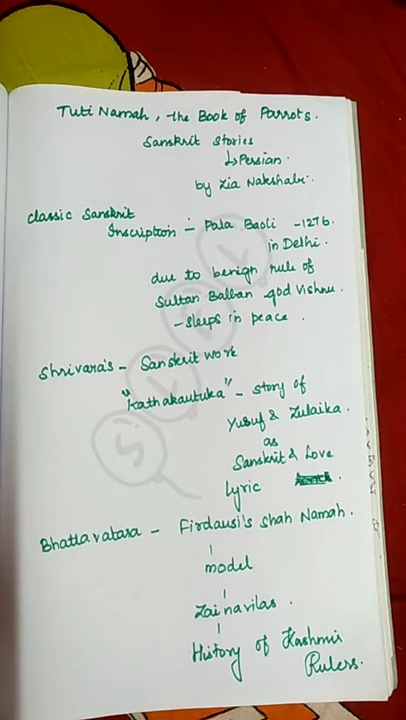 Tuti Namah, the Book of Parrots.
Sanskrit stories
↳ Persian.
by Zia Nakshabi.
classic Sanskrit
Inscription - Pala Baoli - 1276.
in Delhi.
due to benign rule of
Sultan Balban god Vishnu.
- sleeps in peace.
Shrivara's - Sanskrit work
"Kathakautuka" - story of
Yusuf & Zulaika.
as
Sanskrit & Love
lyric
Bhattavatara - Firdausi's Shah Namah.
model
Zainavilas.
History of Kashmir
Rulers.